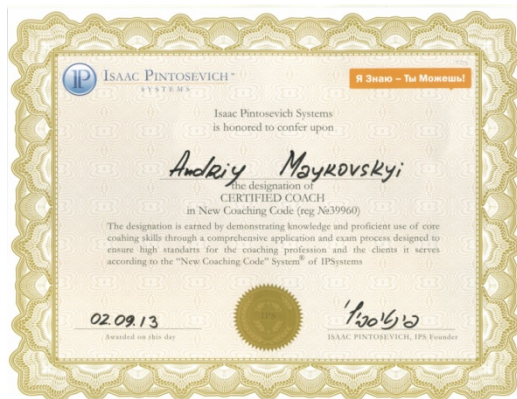 IP
ISAAC PINTOSEVICH™
SYSTEMS
Я Знаю – Ты Можешь!
Isaac Pintosevich Systems
is honored to confer upon
Andriy Maykovskyi
the designation of
CERTIFIED COACH
in New Coaching Code (reg №39960)
The designation is earned by demonstrating knowledge and proficient use of core
coahing skills through a comprehensive application and exam process designed to
ensure high standarts for the coaching profession and the clients it serves
according to the “New Coaching Code” System® of IPSystems
02.09.13
Awarded on this day
ISAAC PINTOSEVICH, IPS Founder